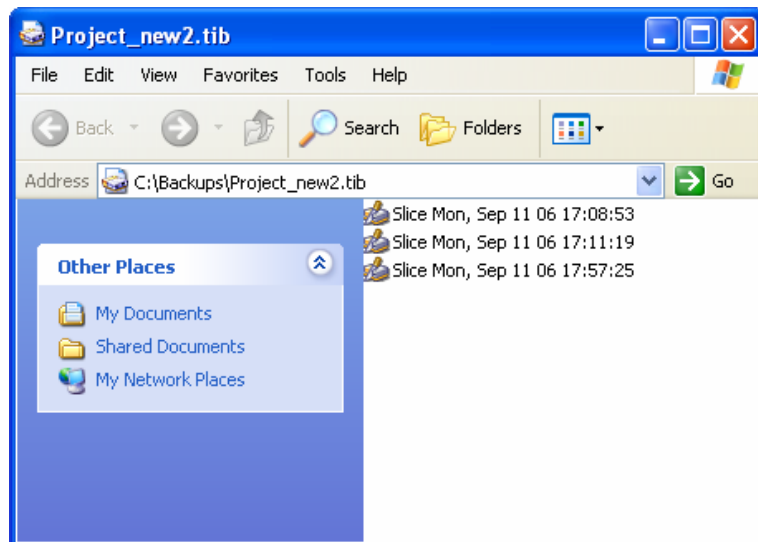 Project_new2.tib
File Edit View Favorites Tools Help
Back Search Folders
Address C:\Backups\Project_new2.tib Go
Other Places
My Documents
Shared Documents
My Network Places
Slice Mon, Sep 11 06 17:08:53
Slice Mon, Sep 11 06 17:11:19
Slice Mon, Sep 11 06 17:57:25